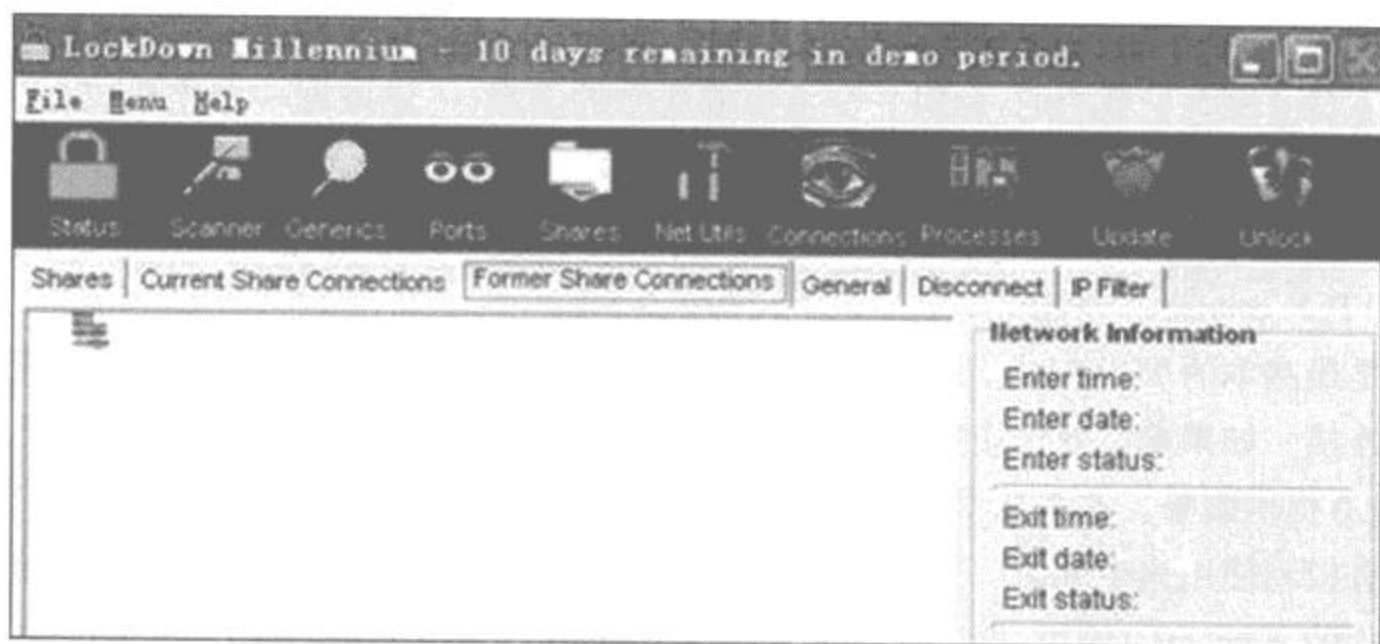 LockDown Millennium - 10 days remaining in demo period.
File Menu Help
Status Scanner Generics Ports Shares Net Utils Connections Processes Update Unlock
Shares Current Share Connections Former Share Connections General Disconnect IP Filter
Network Information
Enter time:
Enter date:
Enter status:
Exit time:
Exit date:
Exit status: